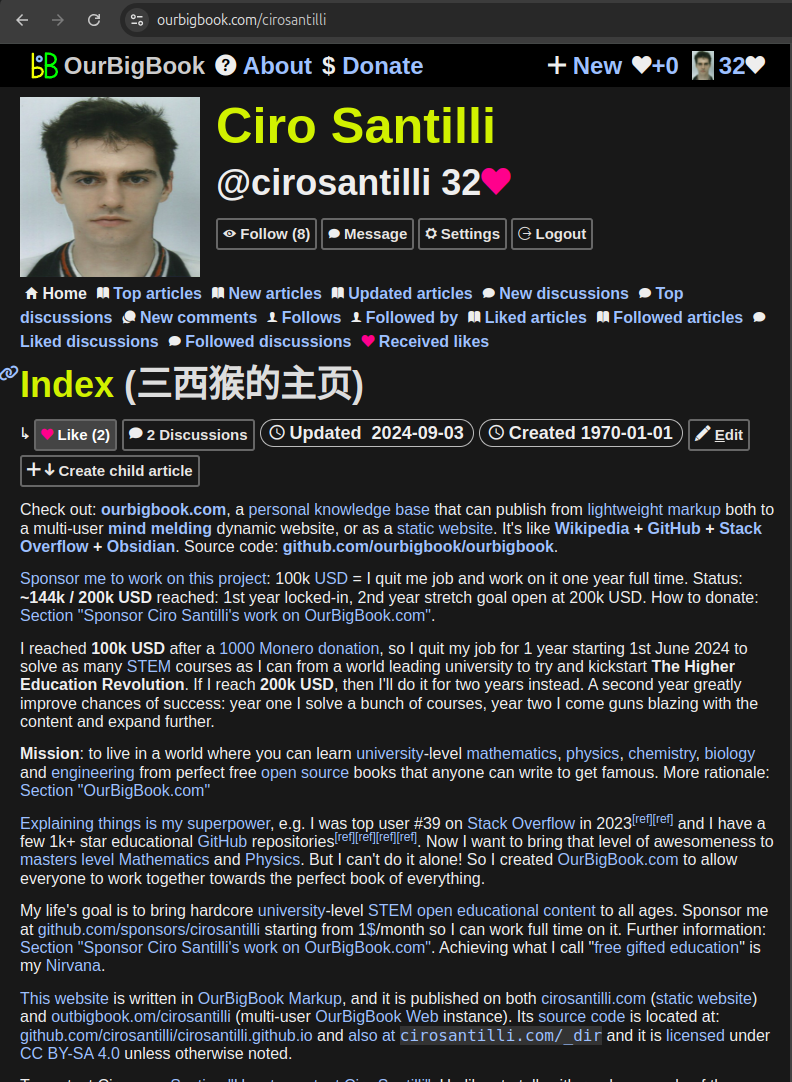 ourbigbook.com/cirosantilli
OurBigBook About $ Donate New +0 32
Ciro Santilli
@cirosantilli 32
Follow (8) Message Settings Logout
Home Top articles New articles Updated articles New discussions Top
discussions New comments Follows Followed by Liked articles Followed articles
Liked discussions Followed discussions Received likes
Index (三西猴的主页)
↳ Like (2) 2 Discussions Updated 2024-09-03 Created 1970-01-01 Edit
Create child article
Check out: ourbigbook.com, a personal knowledge base that can publish from lightweight markup both to
a multi-user mind melding dynamic website, or as a static website. It's like Wikipedia + GitHub + Stack
Overflow + Obsidian. Source code: github.com/ourbigbook/ourbigbook.
Sponsor me to work on this project: 100k USD = I quit me job and work on it one year full time. Status:
~144k / 200k USD reached: 1st year locked-in, 2nd year stretch goal open at 200k USD. How to donate:
Section "Sponsor Ciro Santilli's work on OurBigBook.com".
I reached 100k USD after a 1000 Monero donation, so I quit my job for 1 year starting 1st June 2024 to
solve as many STEM courses as I can from a world leading university to try and kickstart The Higher
Education Revolution. If I reach 200k USD, then I'll do it for two years instead. A second year greatly
improve chances of success: year one I solve a bunch of courses, year two I come guns blazing with the
content and expand further.
Mission: to live in a world where you can learn university-level mathematics, physics, chemistry, biology
and engineering from perfect free open source books that anyone can write to get famous. More rationale:
Section "OurBigBook.com"
Explaining things is my superpower, e.g. I was top user #39 on Stack Overflow in 2023[ref][ref] and I have a
few 1k+ star educational GitHub repositories[ref][ref][ref][ref]. Now I want to bring that level of awesomeness to
masters level Mathematics and Physics. But I can't do it alone! So I created OurBigBook.com to allow
everyone to work together towards the perfect book of everything.
My life's goal is to bring hardcore university-level STEM open educational content to all ages. Sponsor me
at github.com/sponsors/cirosantilli starting from 1$/month so I can work full time on it. Further information:
Section "Sponsor Ciro Santilli's work on OurBigBook.com". Achieving what I call "free gifted education" is
my Nirvana.
This website is written in OurBigBook Markup, and it is published on both cirosantilli.com (static website)
and outbigbook.om/cirosantilli (multi-user OurBigBook Web instance). Its source code is located at:
github.com/cirosantilli/cirosantilli.github.io and also at cirosantilli.com/_dir and it is licensed under
CC BY-SA 4.0 unless otherwise noted.